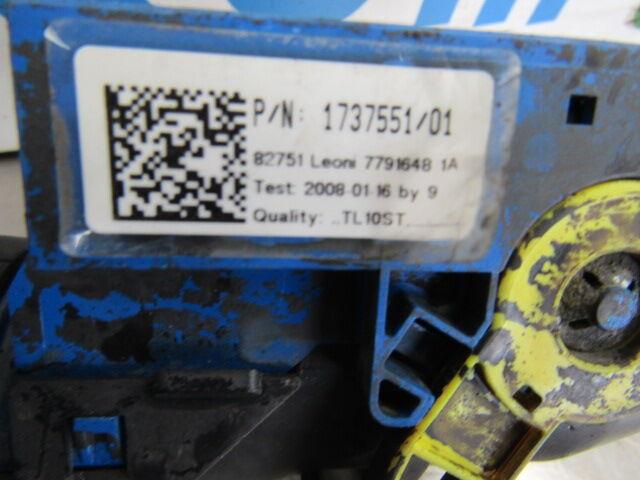 P/N: 1737551/01
82751 Leoni 7791648 1A
Test: 2008-01-16 by 9
Quality: ..TL10ST..........